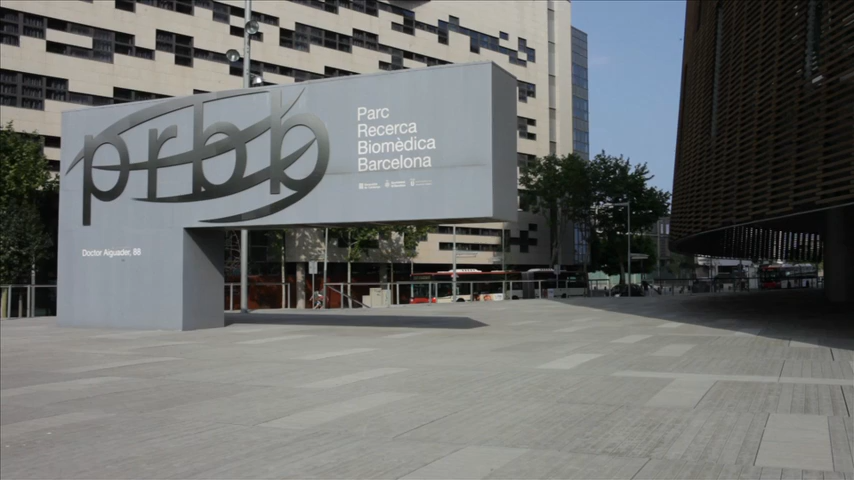 prbb
Parc
Recerca
Biomèdica
Barcelona
Doctor Aiguader, 88